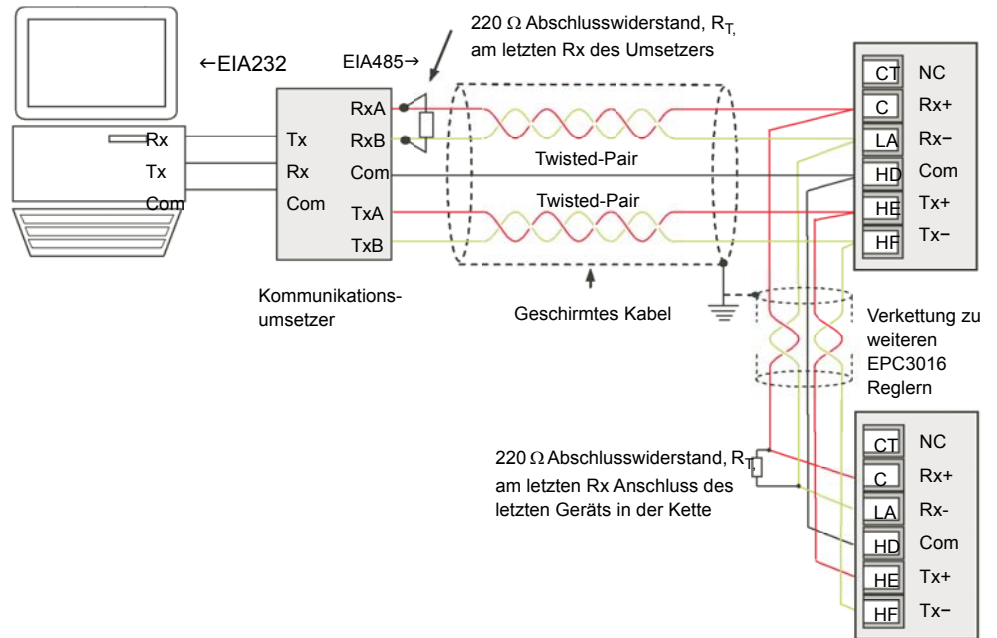 220 Ω Abschlusswiderstand, RT,
am letzten Rx des Umsetzers
←EIA232
EIA485→
Rx
Tx
Com
Tx
Rx
Com
RxA
RxB
Com
TxA
TxB
Twisted-Pair
Twisted-Pair
Kommunikations-
umsetzer
Geschirmtes Kabel
CT NC
C Rx+
LA Rx−
HD Com
HE Tx+
HF Tx−
Verkettung zu
weiteren
EPC3016
Reglern
220 Ω Abschlusswiderstand, RT,
am letzten Rx Anschluss des
letzten Geräts in der Kette
CT NC
C Rx+
LA Rx-
HD Com
HE Tx+
HF Tx−